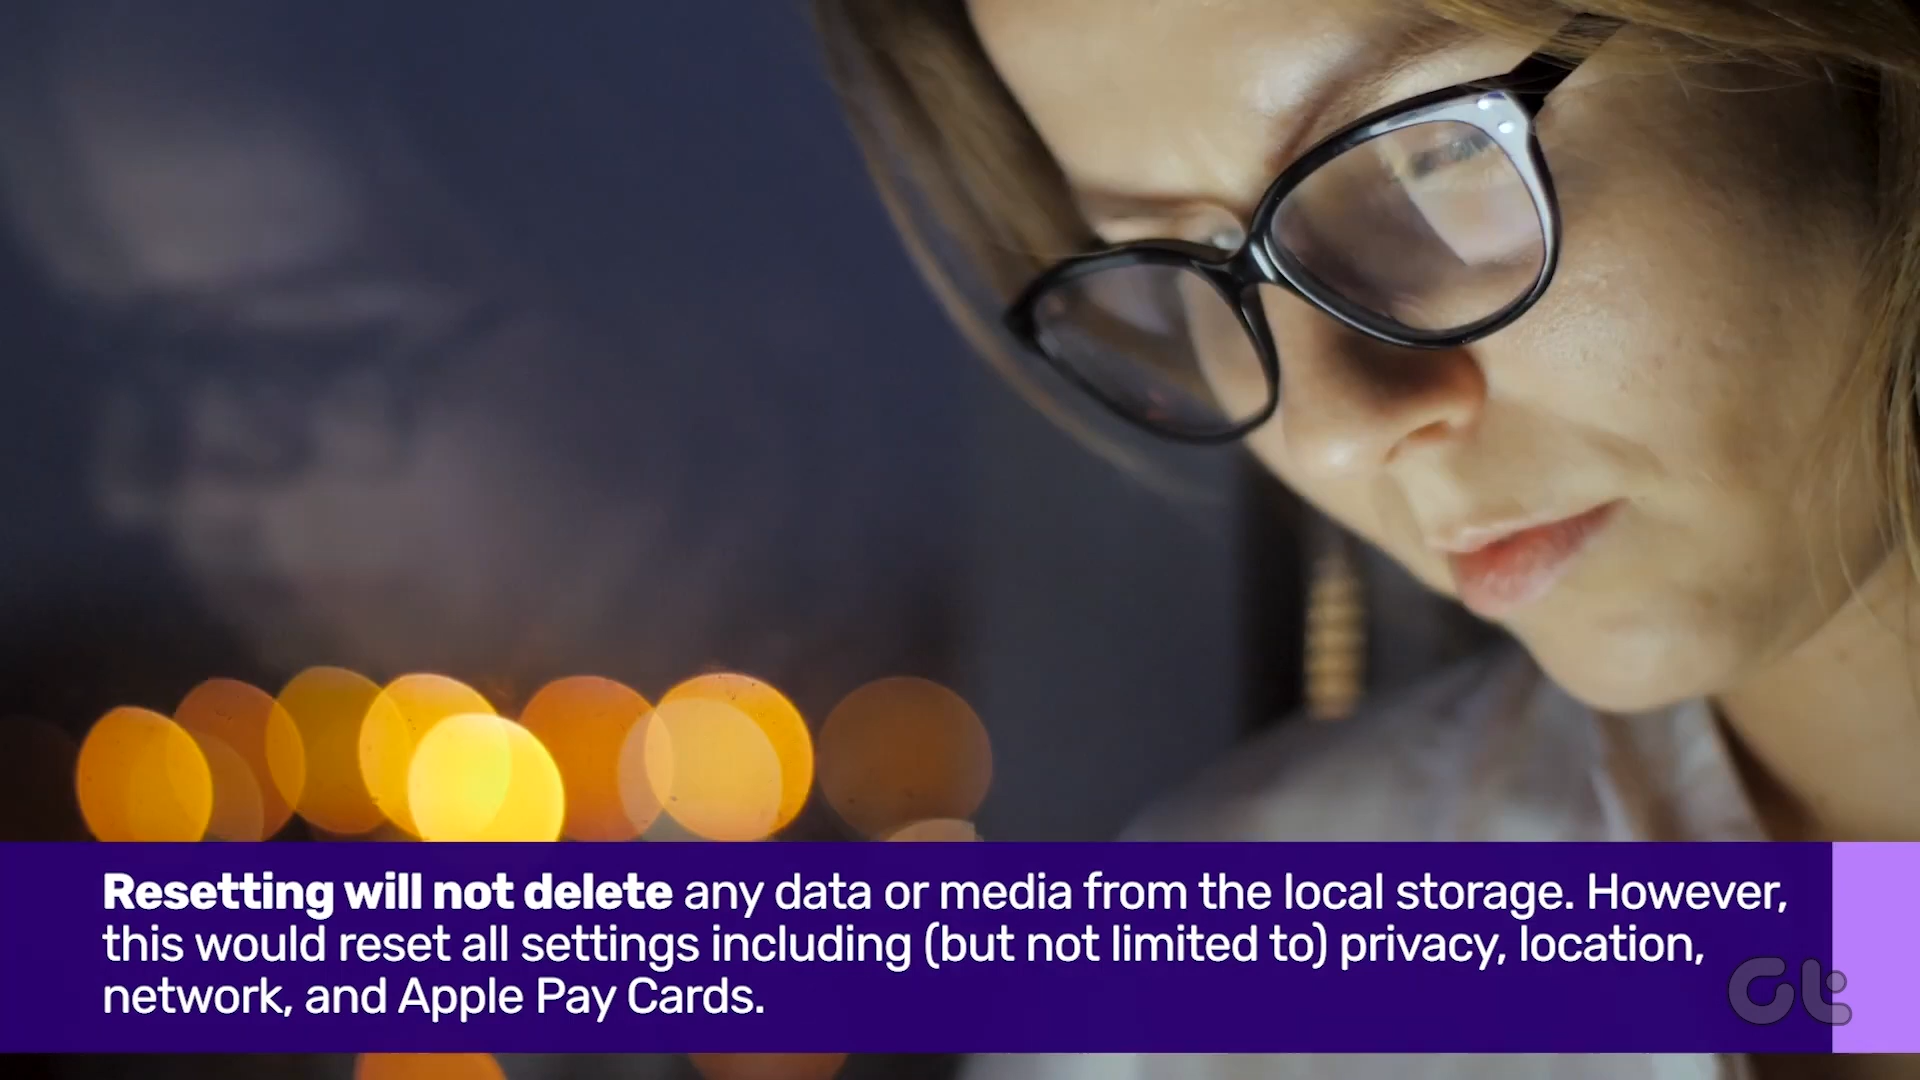 Resetting will not delete any data or media from the local storage. However,
this would reset all settings including (but not limited to) privacy, location,
network, and Apple Pay Cards.
Gt